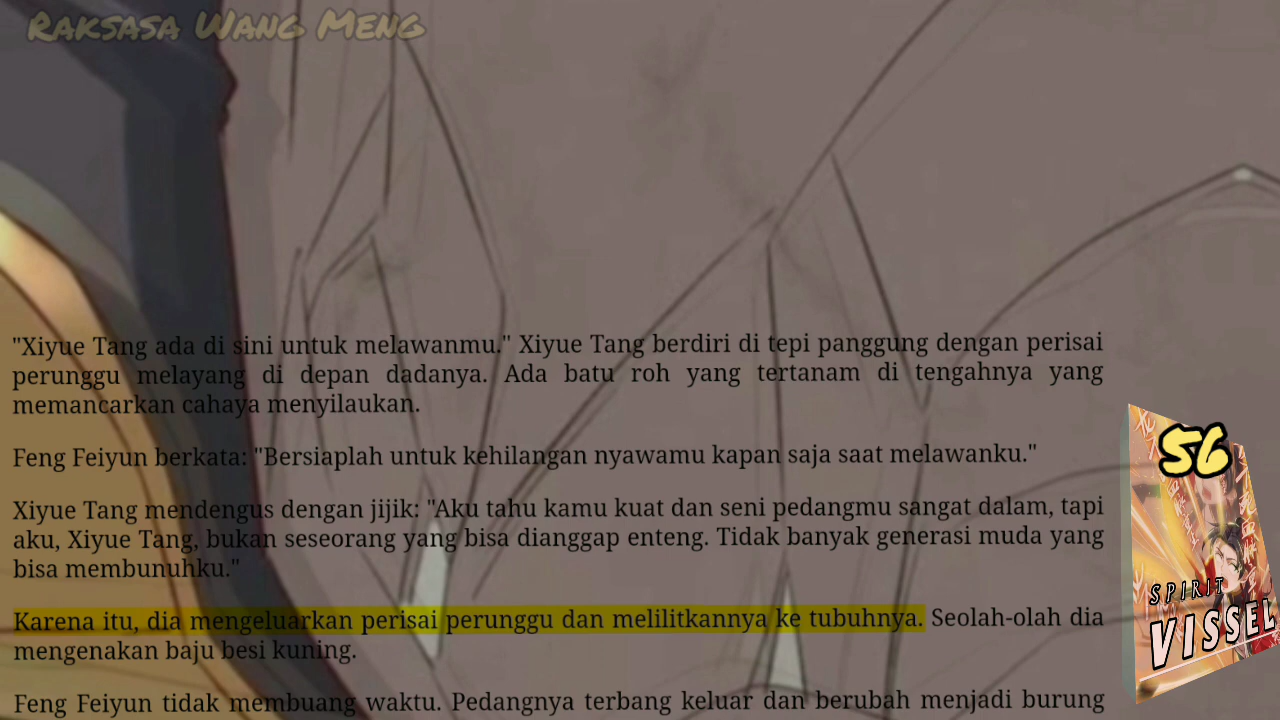 Raksasa Wang Meng
"Xiyue Tang ada di sini untuk melawanmu." Xiyue Tang berdiri di tepi panggung dengan perisai
perunggu melayang di depan dadanya. Ada batu roh yang tertanam di tengahnya yang
memancarkan cahaya menyilaukan.
Feng Feiyun berkata: "Bersiaplah untuk kehilangan nyawamu kapan saja saat melawanku."
Xiyue Tang mendengus dengan jijik: "Aku tahu kamu kuat dan seni pedangmu sangat dalam, tapi
aku, Xiyue Tang, bukan seseorang yang bisa dianggap enteng. Tidak banyak generasi muda yang
bisa membunuhku."
Karena itu, dia mengeluarkan perisai perunggu dan melilitkannya ke tubuhnya. Seolah-olah dia
mengenakan baju besi kuning.
Feng Feiyun tidak membuang waktu. Pedangnya terbang keluar dan berubah menjadi burung
56
SPIRIT
VISSEL